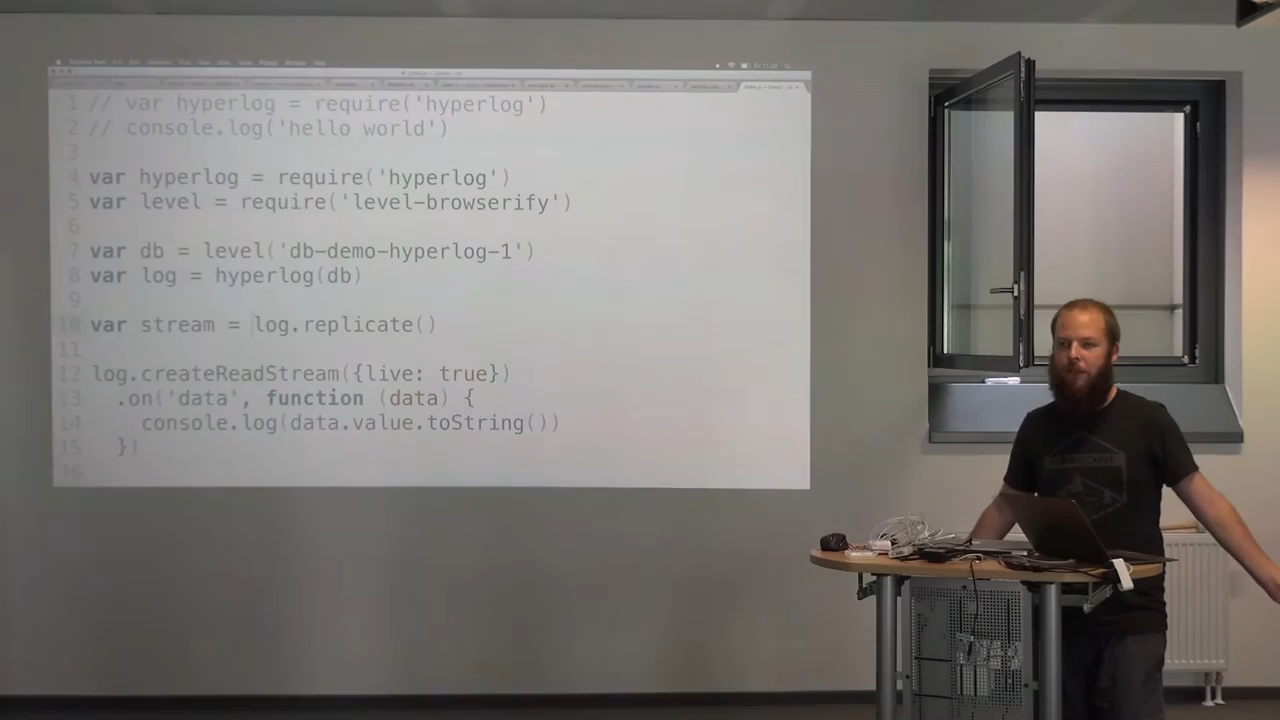 1 // var hyperlog = require('hyperlog')
2 // console.log('hello world')
3
4 var hyperlog = require('hyperlog')
5 var level = require('level-browserify')
6
7 var db = level('db-demo-hyperlog-1')
8 var log = hyperlog(db)
9
10 var stream = log.replicate()
11
12 log.createReadStream({live: true})
13 .on('data', function (data) {
14 console.log(data.value.toString())
15 })
16